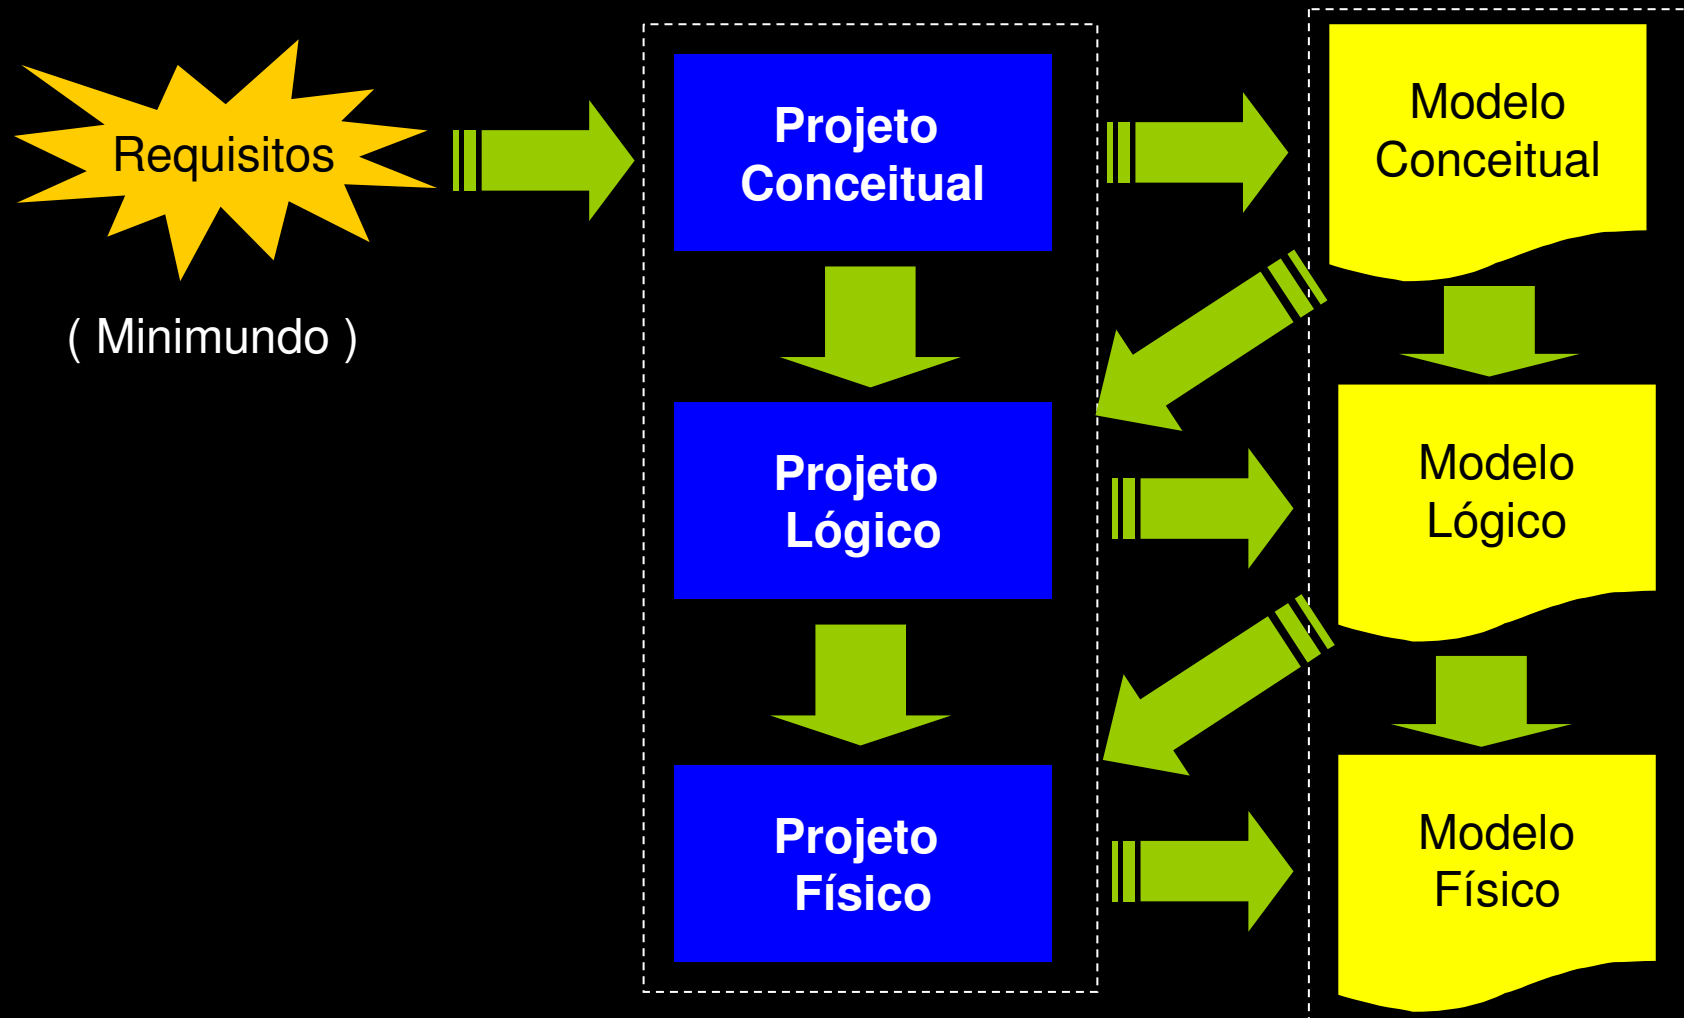 Requisitos
( Minimundo )
Projeto
Conceitual
Projeto
Lógico
Projeto
Físico
Modelo
Conceitual
Modelo
Lógico
Modelo
Físico